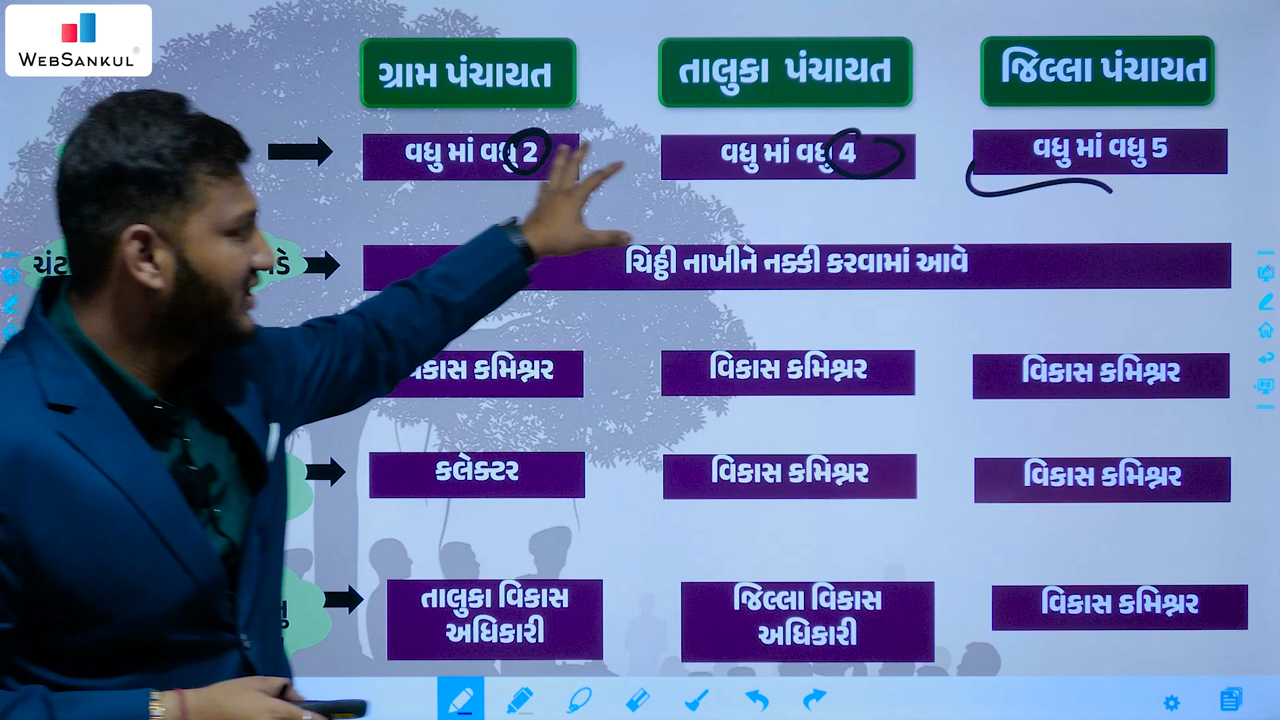 WEBSANKUL®
ગ્રામ પંચાયત
તાલુકા પંચાયત
જિલ્લા પંચાયત
વધુ માં વધુ 2
વધુ માં વધુ 4
વધુ માં વધુ 5
ચિઠ્ઠી નાખીને નક્કી કરવામાં આવે
કમિશ્નર
વિકાસ કમિશ્નર
વિકાસ કમિશ્નર
કલેક્ટર
વિકાસ કમિશ્નર
વિકાસ કમિશ્નર
તાલુકા વિકાસ
અધિકારી
જિલ્લા વિકાસ
અધિકારી
વિકાસ કમિશ્નર